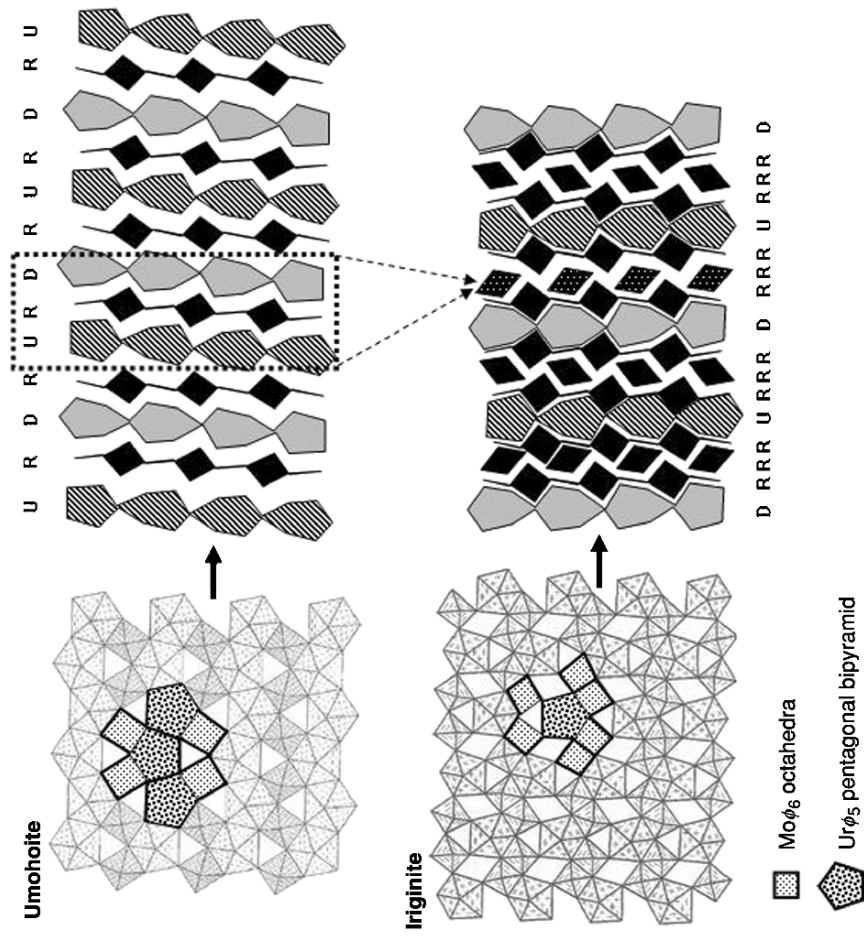 Umohoite
U R D R U R D R U R D R U
Iriginite
D RRR U RRR D RRR U RRR D
Moϕ₆ octahedra
Urϕ₅ pentagonal bipyramid